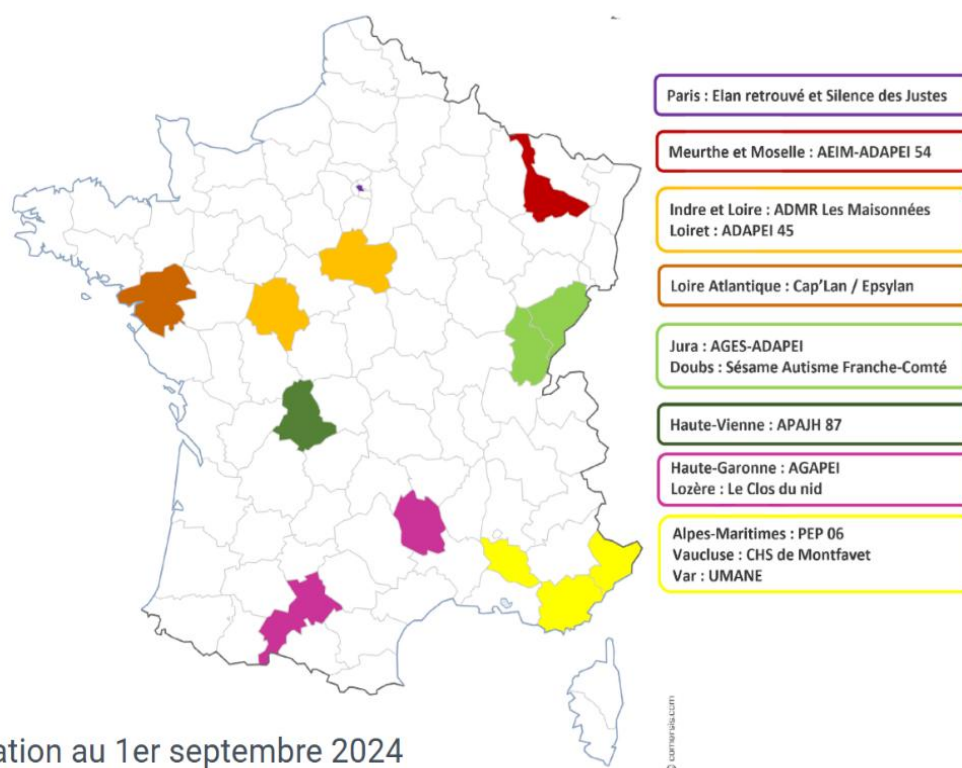 Paris : Elan retrouvé et Silence des Justes
Meurthe et Moselle : AEIM-ADAPEI 54
Indre et Loire : ADMR Les Maisonnées
Loiret : ADAPEI 45
Loire Atlantique : Cap'Lan / Epsylan
Jura : AGES-ADAPEI
Doubs : Sésame Autisme Franche-Comté
Haute-Vienne : APAJH 87
Haute-Garonne : AGAPEI
Lozère : Le Clos du nid
Alpes-Maritimes : PEP 06
Vaucluse : CHS de Montfavet
Var : UMANE
© comersis.com
ation au 1er septembre 2024